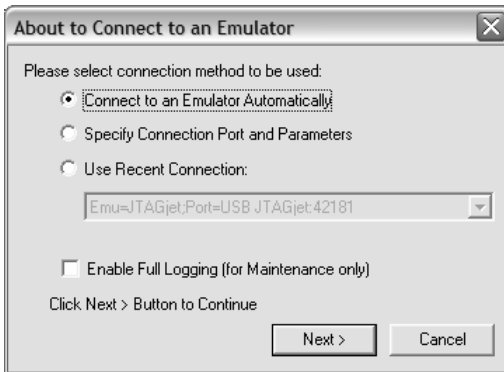 About to Connect to an Emulator
Please select connection method to be used:
Connect to an Emulator Automatically
Specify Connection Port and Parameters
Use Recent Connection:
Emu=JTAGjet;Port=USB JTAGjet:42181
Enable Full Logging (for Maintenance only)
Click Next > Button to Continue
Next >
Cancel